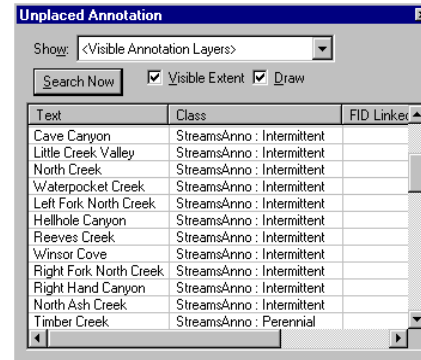 Unplaced Annotation
Show: <Visible Annotation Layers>
Search Now Visible Extent Draw
Text Class FID Linked
Cave Canyon StreamsAnno : Intermittent
Little Creek Valley StreamsAnno : Intermittent
North Creek StreamsAnno : Intermittent
Waterpocket Creek StreamsAnno : Intermittent
Left Fork North Creek StreamsAnno : Intermittent
Hellhole Canyon StreamsAnno : Intermittent
Reeves Creek StreamsAnno : Intermittent
Winsor Cove StreamsAnno : Intermittent
Right Fork North Creek StreamsAnno : Intermittent
Right Hand Canyon StreamsAnno : Intermittent
North Ash Creek StreamsAnno : Intermittent
Timber Creek StreamsAnno : Perennial